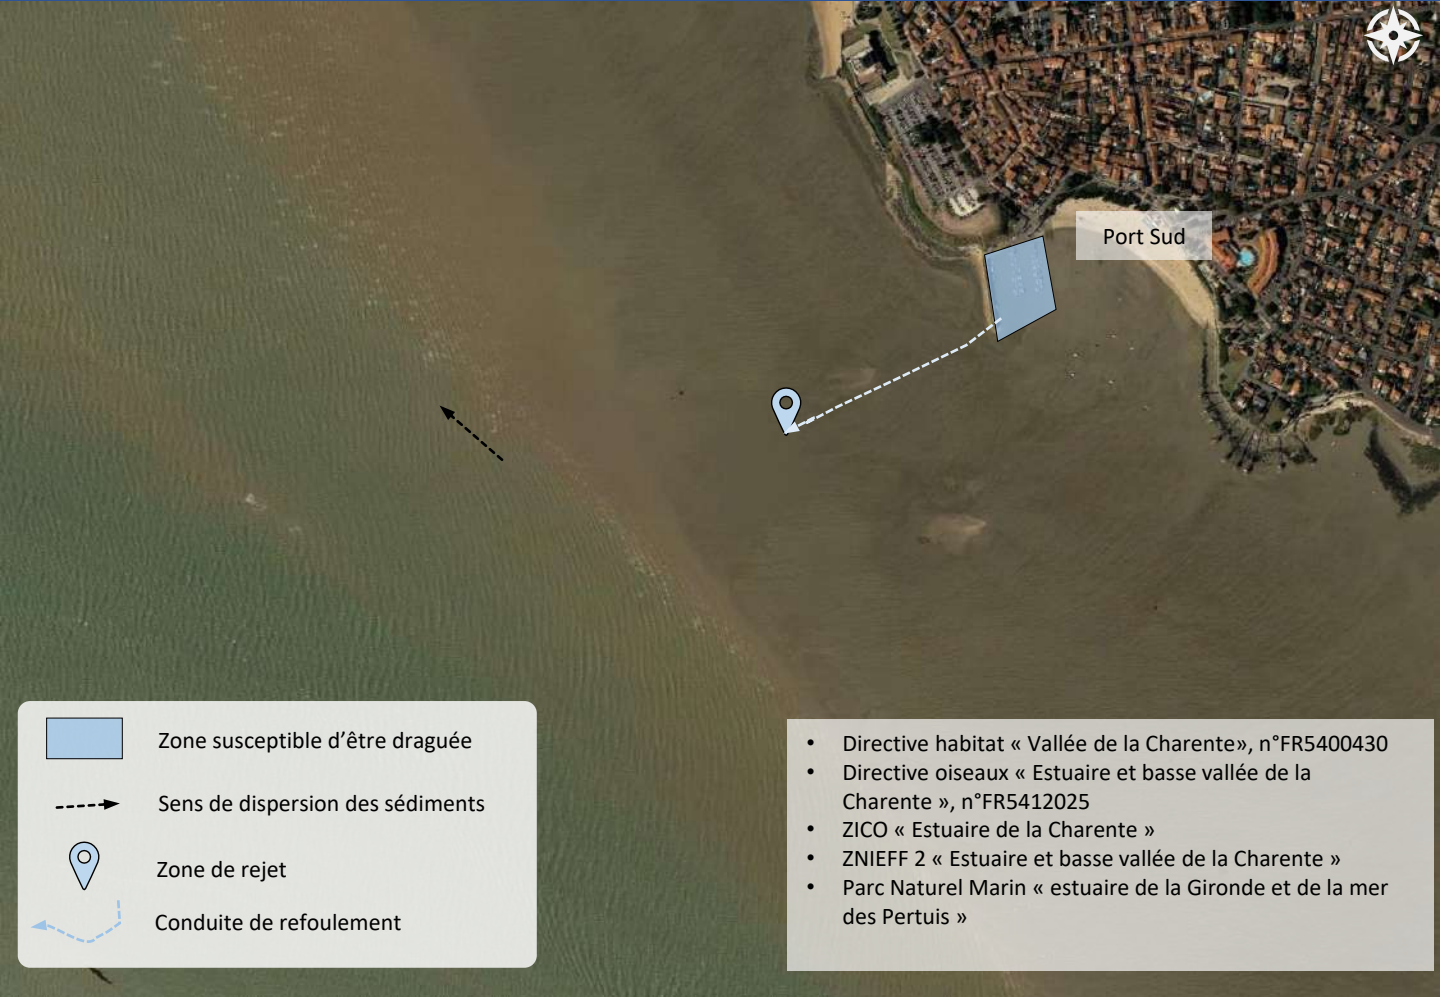 Port Sud
Zone susceptible d’être draguée
Sens de dispersion des sédiments
Zone de rejet
Conduite de refoulement
• Directive habitat « Vallée de la Charente», n°FR5400430
• Directive oiseaux « Estuaire et basse vallée de la
Charente », n°FR5412025
• ZICO « Estuaire de la Charente »
• ZNIEFF 2 « Estuaire et basse vallée de la Charente »
• Parc Naturel Marin « estuaire de la Gironde et de la mer
des Pertuis »